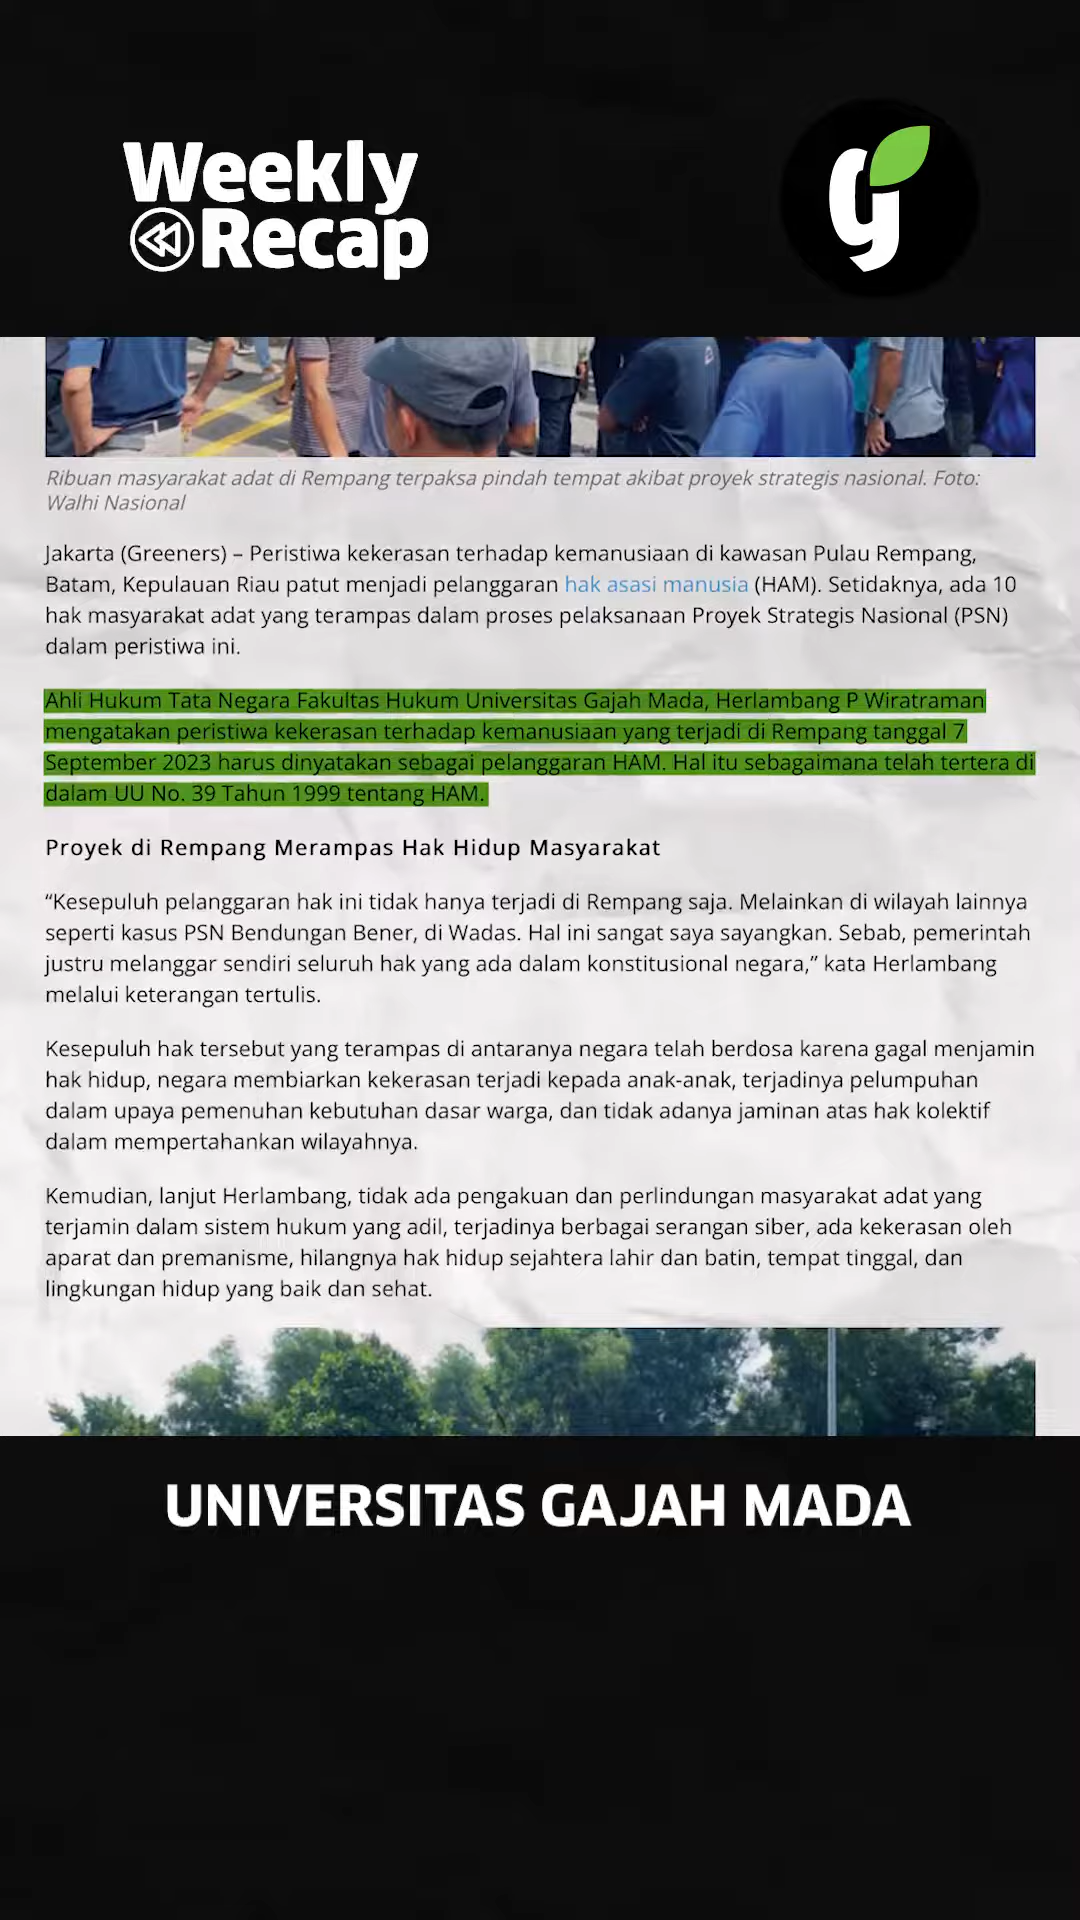 Weekly
Recap
g
Ribuan masyarakat adat di Rempang terpaksa pindah tempat akibat proyek strategis nasional. Foto:
Walhi Nasional
Jakarta (Greeners) – Peristiwa kekerasan terhadap kemanusiaan di kawasan Pulau Rempang,
Batam, Kepulauan Riau patut menjadi pelanggaran hak asasi manusia (HAM). Setidaknya, ada 10
hak masyarakat adat yang terampas dalam proses pelaksanaan Proyek Strategis Nasional (PSN)
dalam peristiwa ini.
Ahli Hukum Tata Negara Fakultas Hukum Universitas Gajah Mada, Herlambang P Wiratraman
mengatakan peristiwa kekerasan terhadap kemanusiaan yang terjadi di Rempang tanggal 7
September 2023 harus dinyatakan sebagai pelanggaran HAM. Hal itu sebagaimana telah tertera di
dalam UU No. 39 Tahun 1999 tentang HAM.
Proyek di Rempang Merampas Hak Hidup Masyarakat
“Kesepuluh pelanggaran hak ini tidak hanya terjadi di Rempang saja. Melainkan di wilayah lainnya
seperti kasus PSN Bendungan Bener, di Wadas. Hal ini sangat saya sayangkan. Sebab, pemerintah
justru melanggar sendiri seluruh hak yang ada dalam konstitusional negara,” kata Herlambang
melalui keterangan tertulis.
Kesepuluh hak tersebut yang terampas di antaranya negara telah berdosa karena gagal menjamin
hak hidup, negara membiarkan kekerasan terjadi kepada anak-anak, terjadinya pelumpuhan
dalam upaya pemenuhan kebutuhan dasar warga, dan tidak adanya jaminan atas hak kolektif
dalam mempertahankan wilayahnya.
Kemudian, lanjut Herlambang, tidak ada pengakuan dan perlindungan masyarakat adat yang
terjamin dalam sistem hukum yang adil, terjadinya berbagai serangan siber, ada kekerasan oleh
aparat dan premanisme, hilangnya hak hidup sejahtera lahir dan batin, tempat tinggal, dan
lingkungan hidup yang baik dan sehat.
UNIVERSITAS GAJAH MADA